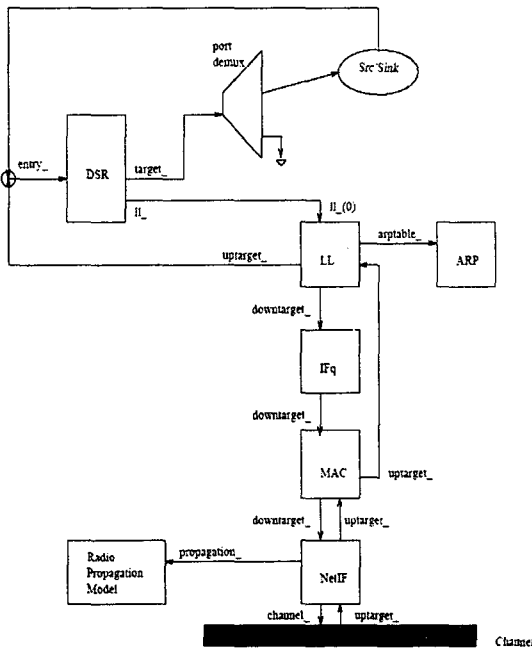 port
demux
Src/Sink
entry_
DSR
target_
ll_
ll_(0)
uptarget_
LL
arptable_
ARP
downtarget_
IFq
downtarget_
MAC
uptarget_
downtarget_
uptarget_
Radio
Propagation
Model
propagation_
NetIF
channel_
uptarget_
Channel